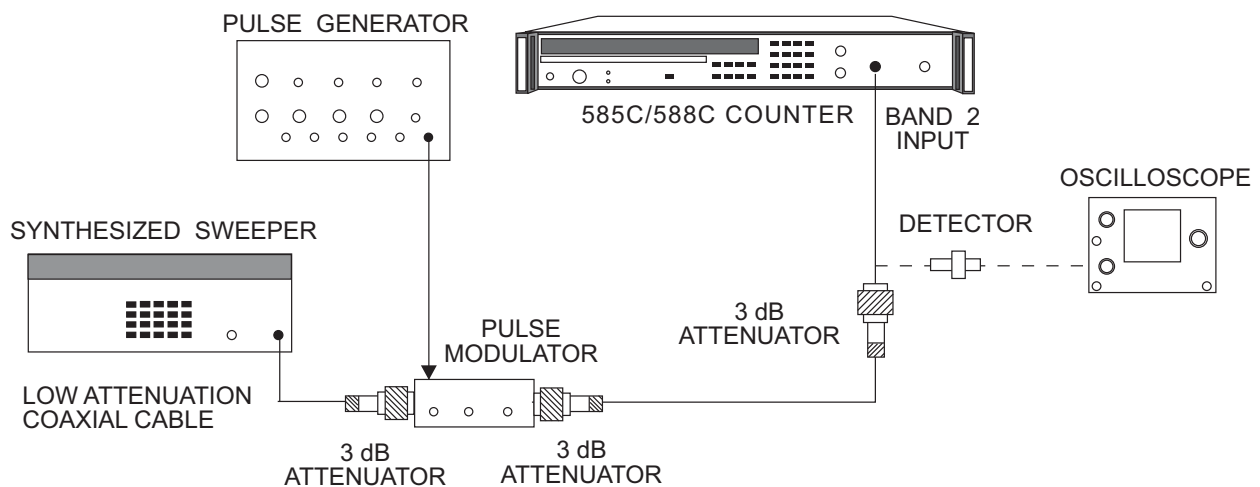 PULSE GENERATOR
585C/588C COUNTER
BAND 2
INPUT
OSCILLOSCOPE
DETECTOR
SYNTHESIZED SWEEPER
3 dB
ATTENUATOR
PULSE
MODULATOR
LOW ATTENUATION
COAXIAL CABLE
3 dB
ATTENUATOR
3 dB
ATTENUATOR